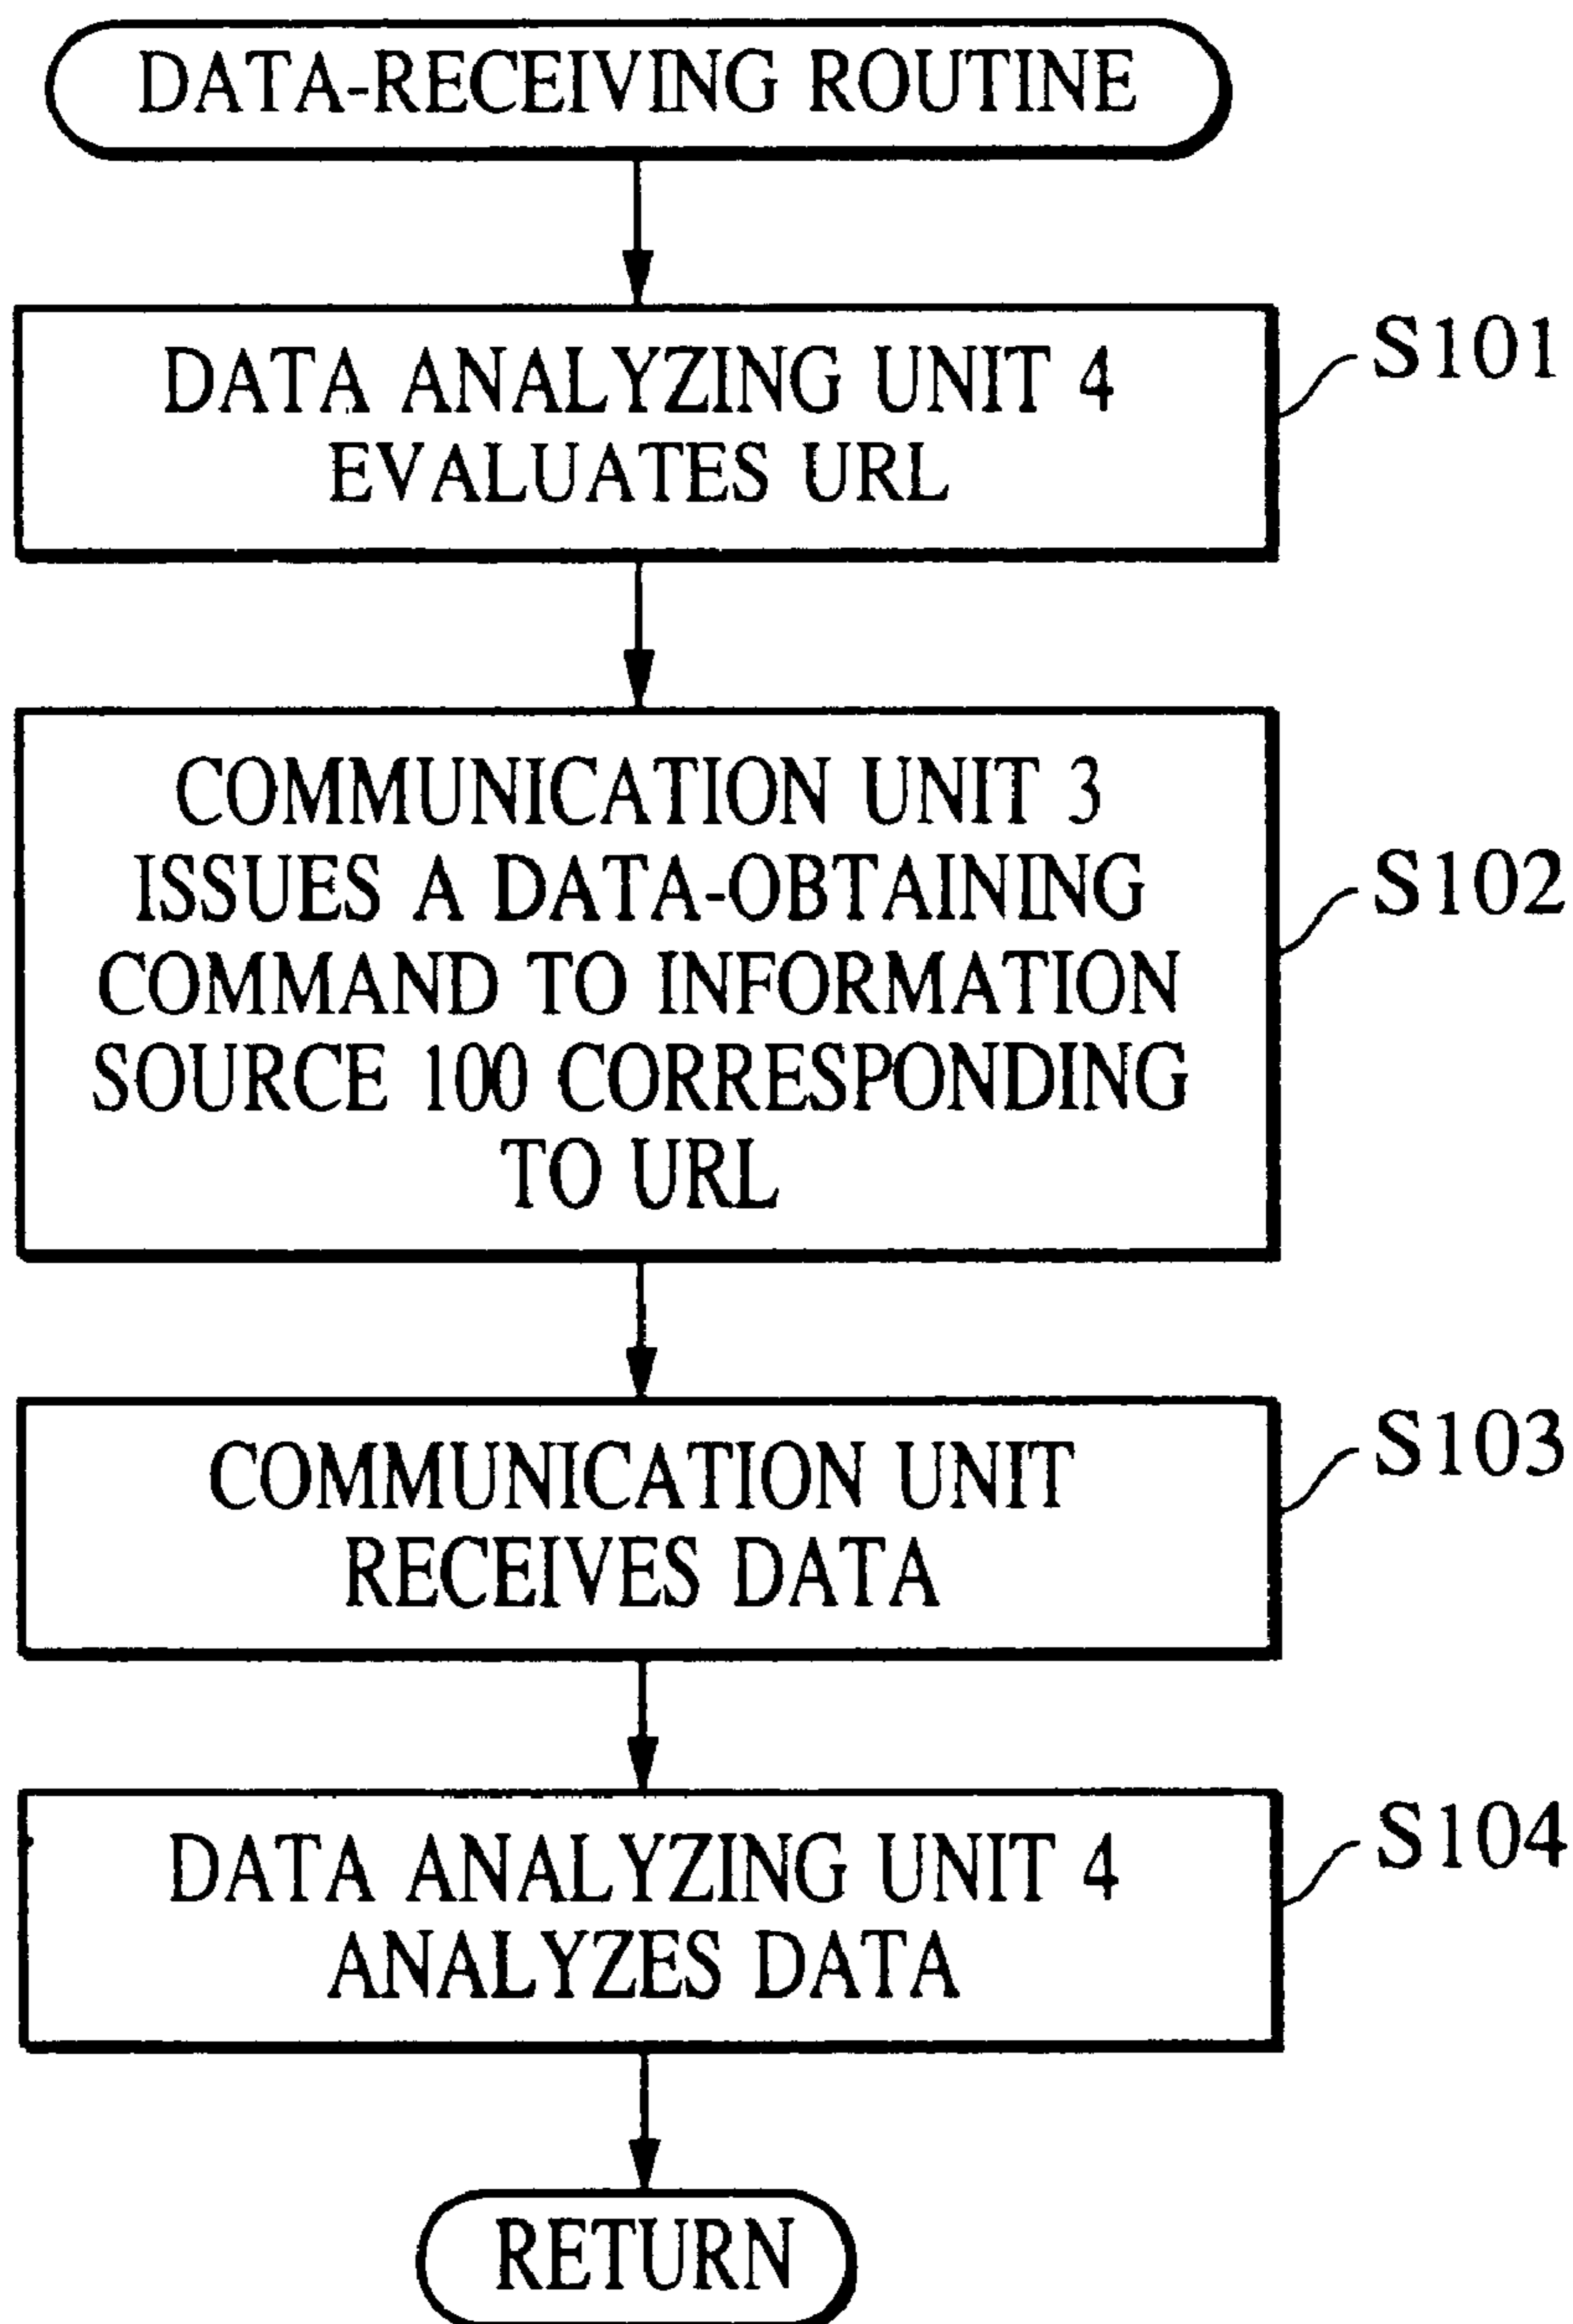 DATA-RECEIVING ROUTINE
DATA ANALYZING UNIT 4
EVALUATES URL
S101
COMMUNICATION UNIT 3
ISSUES A DATA-OBTAINING
COMMAND TO INFORMATION
SOURCE 100 CORRESPONDING
TO URL
S102
COMMUNICATION UNIT
RECEIVES DATA
S103
DATA ANALYZING UNIT 4
ANALYZES DATA
S104
RETURN